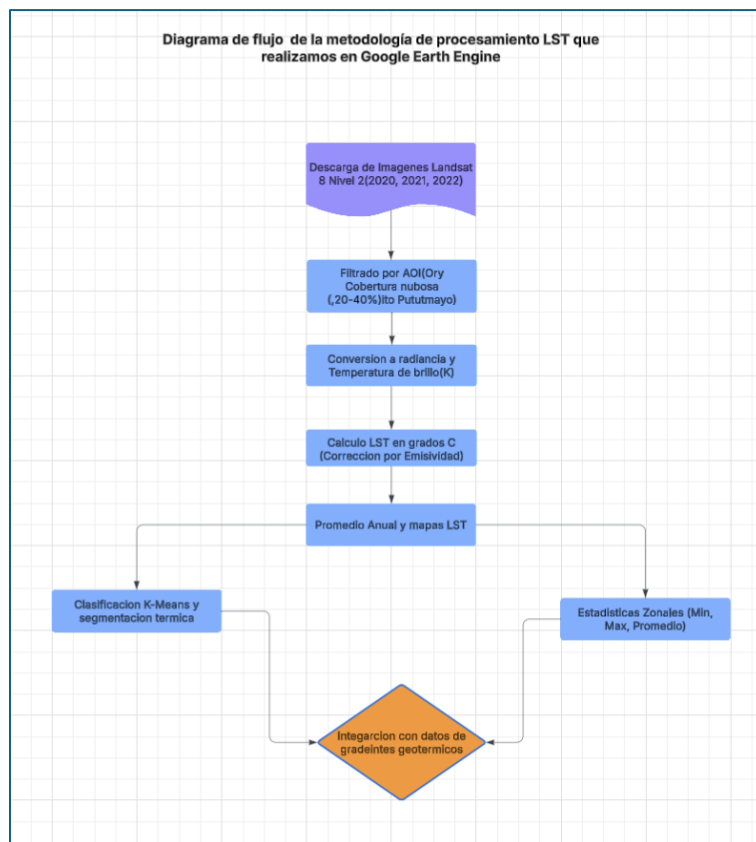 Diagrama de flujo de la metodología de procesamiento LST que
realizamos en Google Earth Engine
Descarga de Imagenes Landsat
8 Nivel 2(2020, 2021, 2022)
Filtrado por AOI(Ory
Cobertura nubosa
(,20-40%)ito Pututmayo)
Conversion a radiancia y
Temperatura de brillo(K)
Calculo LST en grados C
(Correccion por Emisividad)
Promedio Anual y mapas LST
Clasificacion K-Means y
segmentacion termica
Estadisticas Zonales (Min,
Max, Promedio)
Integarcion con datos de
gradeintes geotermicos